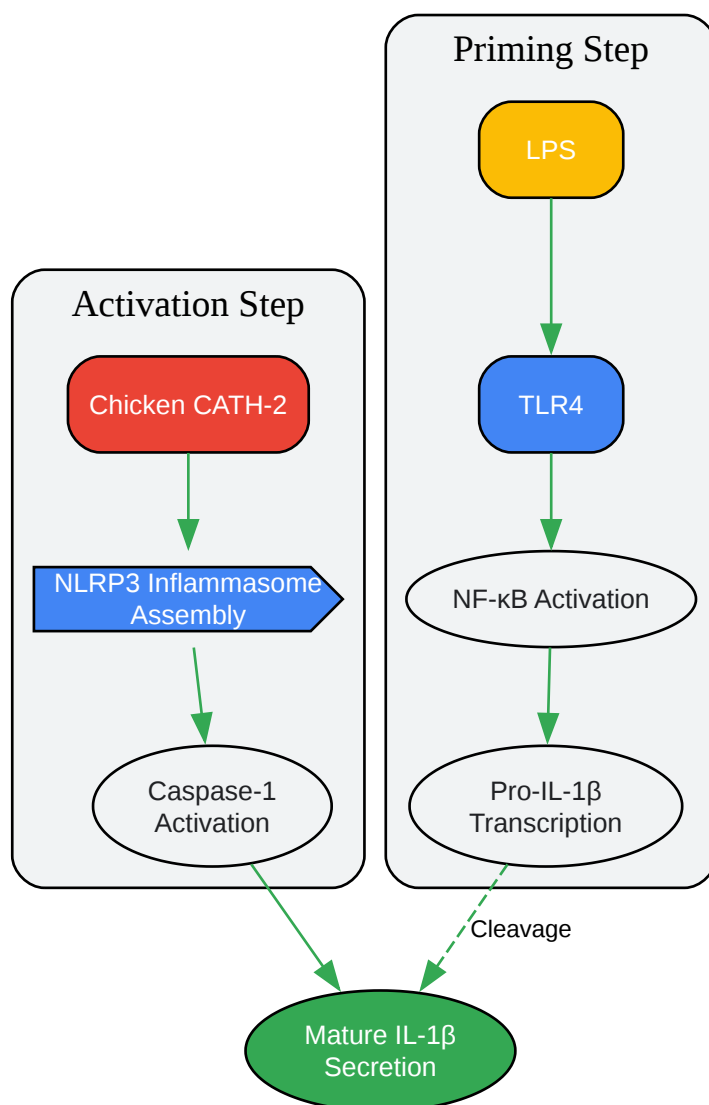 Priming Step
LPS
Activation Step
Chicken CATH-2
TLR4
NLRP3 Inflammasome
Assembly
NF-κB Activation
Caspase-1
Activation
Pro-IL-1β
Transcription
Cleavage
Mature IL-1β
Secretion